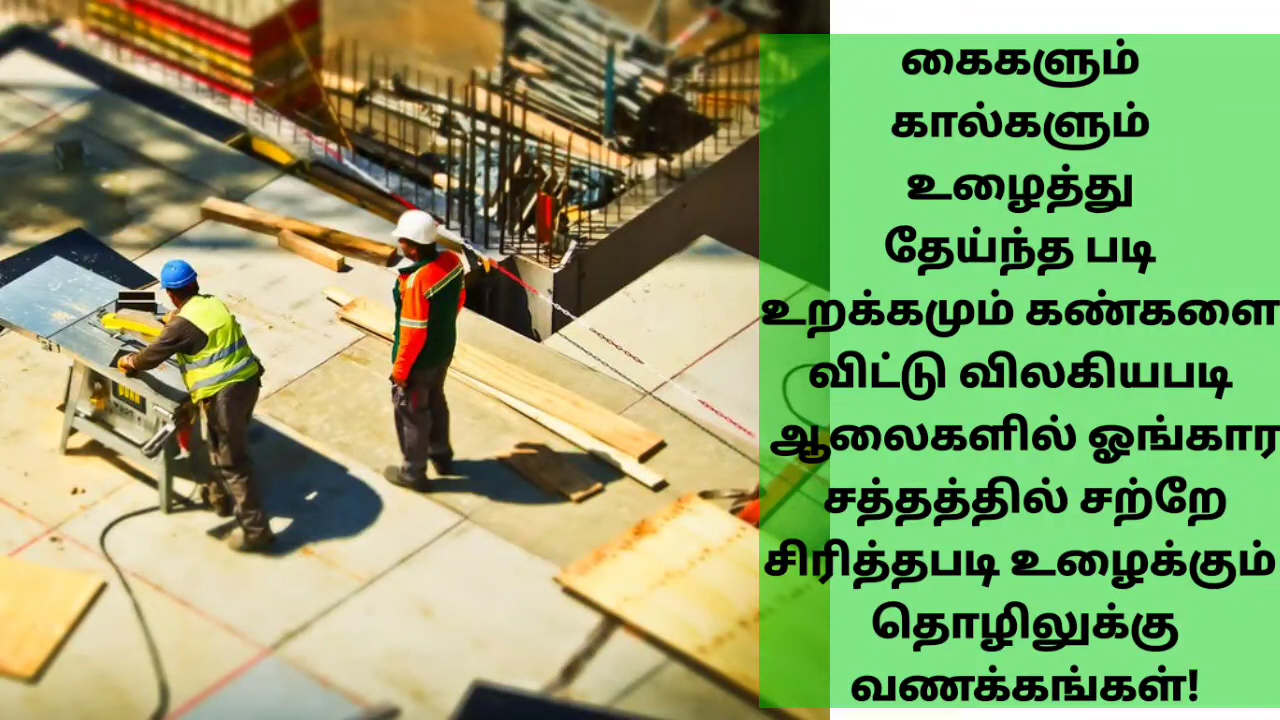 கைகளும்
கால்களும்
உழைத்து
தேய்ந்த படி
உறக்கமும் கண்களை
விட்டு விலகியபடி
ஆலைகளில் ஓங்கார
சத்தத்தில் சற்றே
சிரித்தபடி உழைக்கும்
தொழிலுக்கு
வணக்கங்கள்!